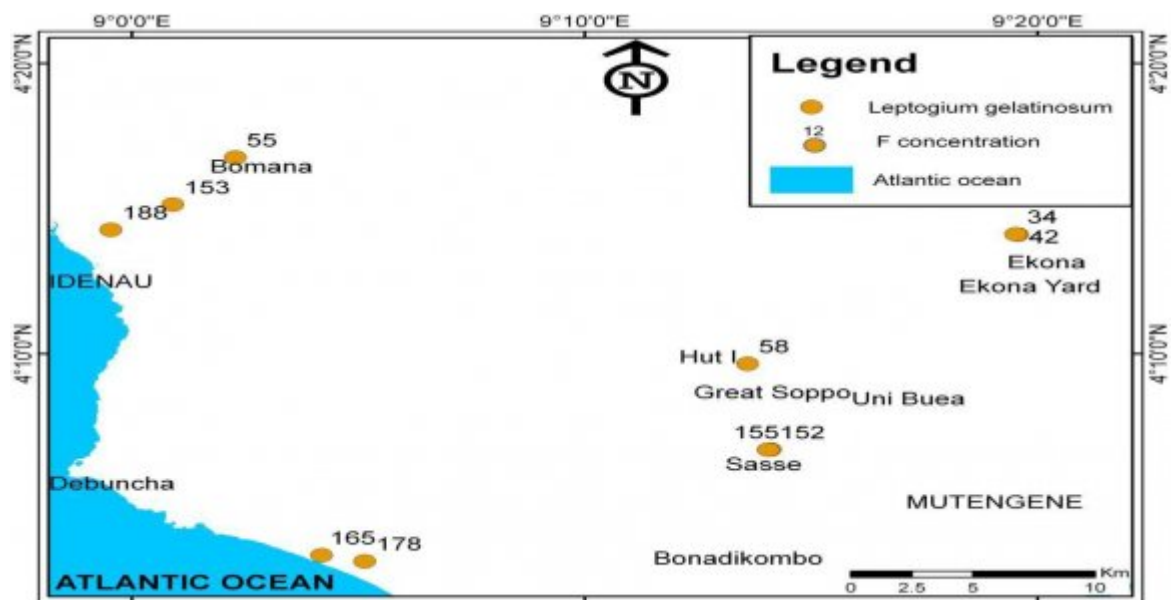 9°0'0"E
9°10'0"E
9°20'0"E
4°20'0"N
4°20'0"N
N
Legend
Leptogium gelatinosum
12
F concentration
Atlantic ocean
55
Bomana
153
188
34
42
IDENAU
Ekona
Ekona Yard
4°10'0"N
4°10'0"N
58
Hut I
Great Soppo
Uni Buea
155152
Sasse
Debuncha
MUTENGENE
165
178
Bonadikombo
ATLANTIC OCEAN
Km
0 2.5 5 10